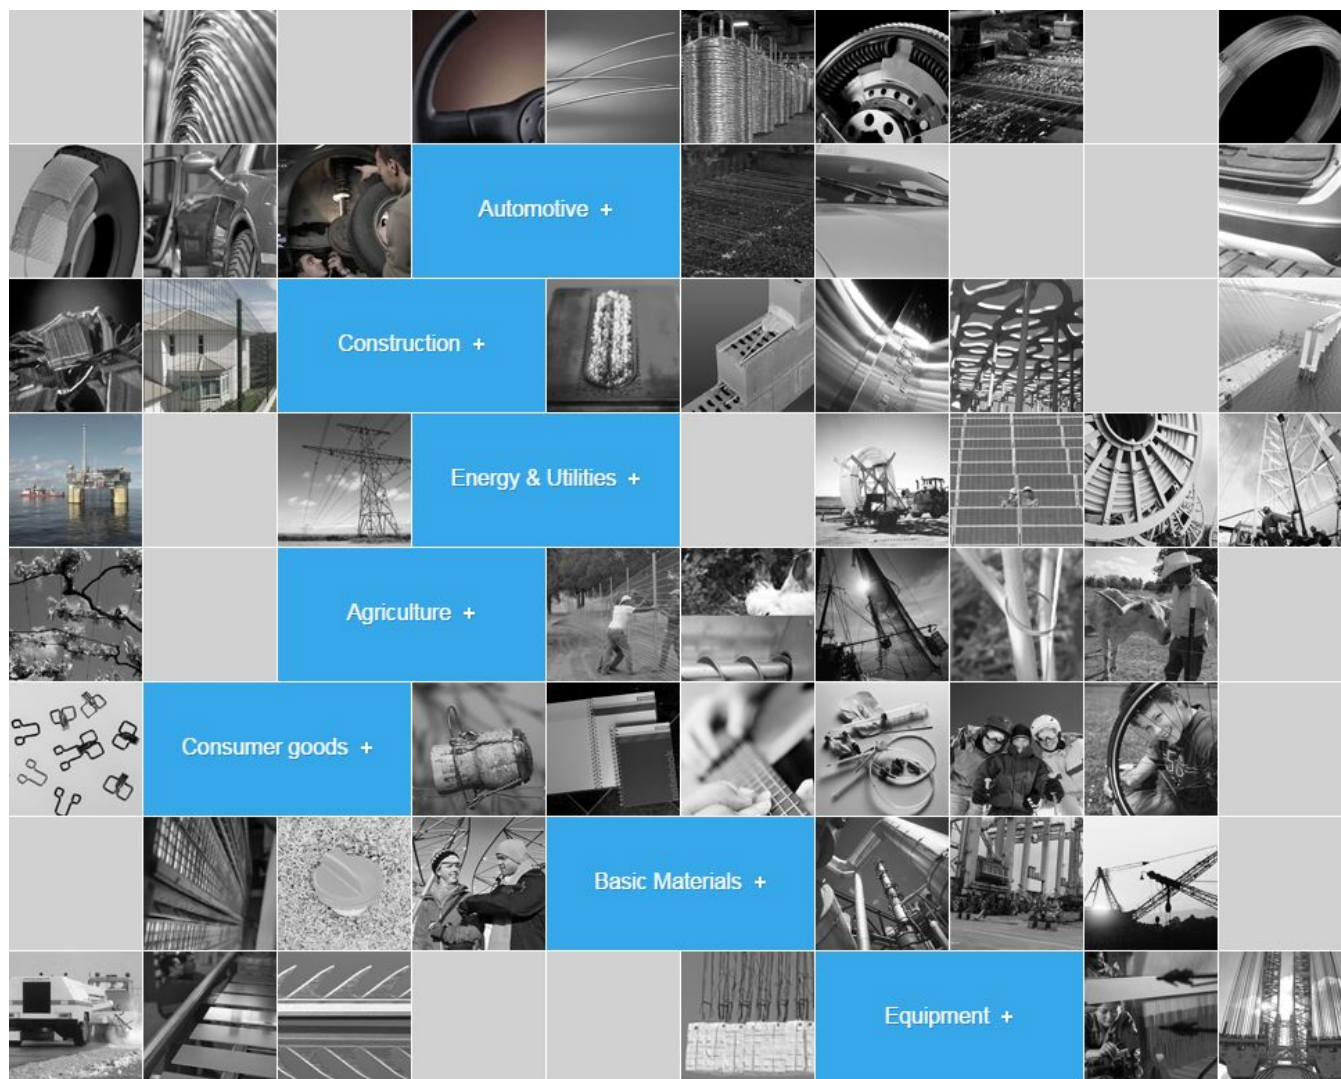 Automotive +
Construction +
Energy & Utilities +
Agriculture +
Consumer goods +
Basic Materials +
Equipment +